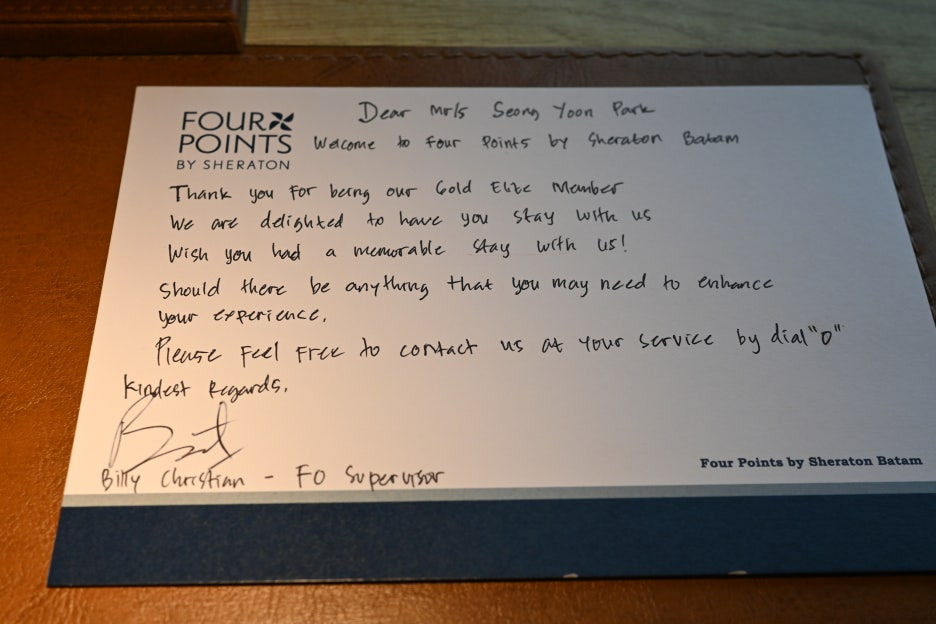 FOUR POINTS
BY SHERATON
Dear Mr/s Seong Yoon Park
Welcome to Four Points by Sheraton Batam
Thank you for being our Gold Elite Member
We are delighted to have you stay with us
Wish you had a memorable stay with us!
Should there be anything that you may need to enhance
your experience.
Please Feel Free to contact us at your service by dial "0"
Kindest Regards,
Billy Christian - FO Supervisor
Four Points by Sheraton Batam